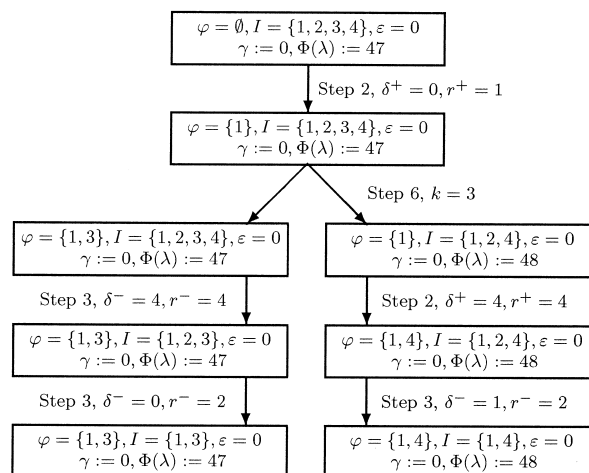 φ = ∅, I = {1, 2, 3, 4}, ε = 0
γ := 0, Φ(λ) := 47
Step 2, δ⁺ = 0, r⁺ = 1
φ = {1}, I = {1, 2, 3, 4}, ε = 0
γ := 0, Φ(λ) := 47
Step 6, k = 3
φ = {1, 3}, I = {1, 2, 3, 4}, ε = 0
γ := 0, Φ(λ) := 47
φ = {1}, I = {1, 2, 4}, ε = 0
γ := 0, Φ(λ) := 48
Step 3, δ⁻ = 4, r⁻ = 4
Step 2, δ⁺ = 4, r⁺ = 4
φ = {1, 3}, I = {1, 2, 3}, ε = 0
γ := 0, Φ(λ) := 47
φ = {1, 4}, I = {1, 2, 4}, ε = 0
γ := 0, Φ(λ) := 48
Step 3, δ⁻ = 0, r⁻ = 2
Step 3, δ⁻ = 1, r⁻ = 2
φ = {1, 3}, I = {1, 3}, ε = 0
γ := 0, Φ(λ) := 47
φ = {1, 4}, I = {1, 4}, ε = 0
γ := 0, Φ(λ) := 48